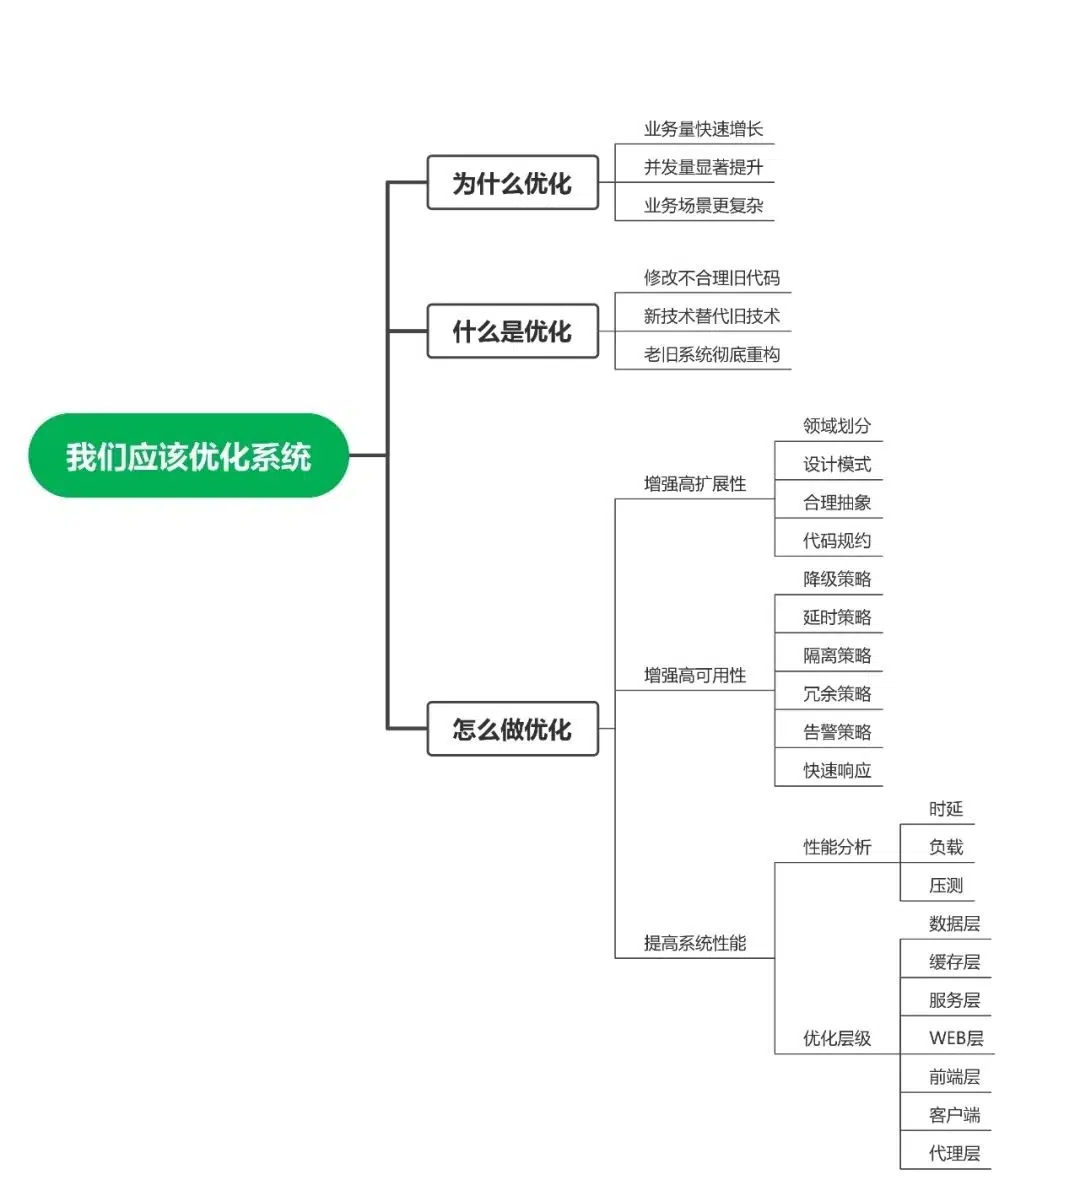 我们应该优化系统
为什么优化
业务量快速增长
并发量显著提升
业务场景更复杂
什么是优化
修改不合理旧代码
新技术替代旧技术
老旧系统彻底重构
怎么做优化
增强高扩展性
领域划分
设计模式
合理抽象
代码规约
增强高可用性
降级策略
延时策略
隔离策略
冗余策略
告警策略
快速响应
提高系统性能
性能分析
时延
负载
压测
优化层级
数据层
缓存层
服务层
WEB层
前端层
客户端
代理层